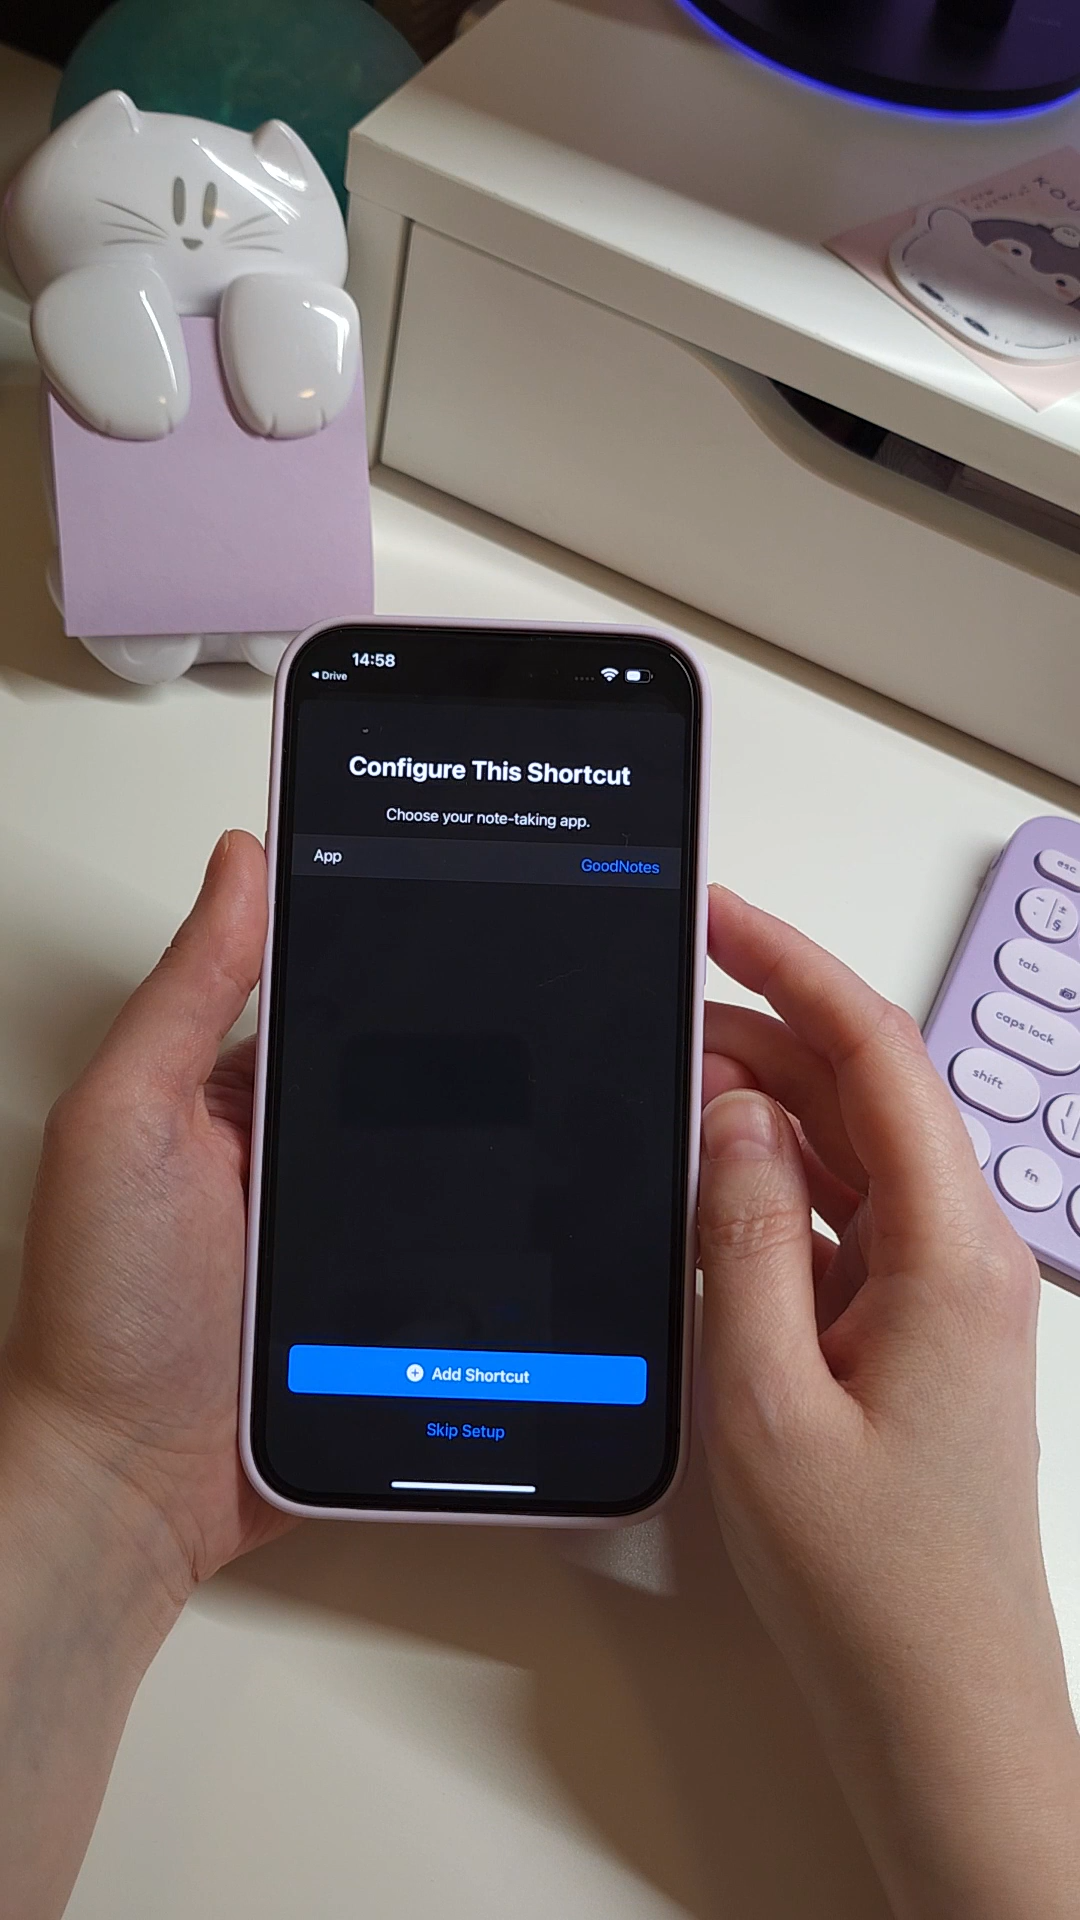 KOU
14:58
Drive
Configure This Shortcut
Choose your note-taking app.
App
GoodNotes
Add Shortcut
Skip Setup
esc
~ ±
§
tab
caps lock
shift
|
\
fn